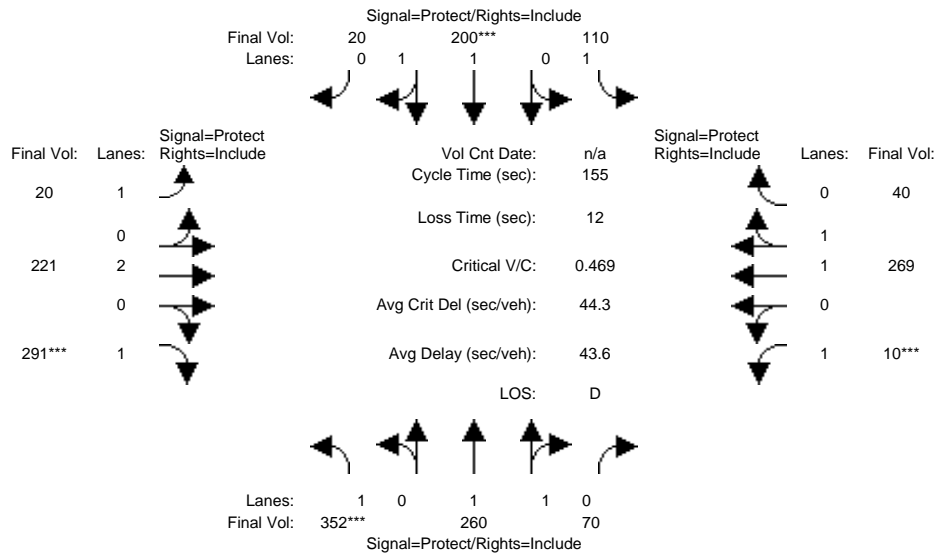 Signal=Protect/Rights=Include
Final Vol: 20 200*** 110
Lanes: 0 1 1 0 1
Signal=Protect
Final Vol: Lanes: Rights=Include
Vol Cnt Date: n/a
Signal=Protect
Rights=Include Lanes: Final Vol:
Cycle Time (sec): 155
20 1
0 40
Loss Time (sec): 12
0
1
221 2
Critical V/C: 0.469
1 269
0
Avg Crit Del (sec/veh): 44.3
0
291*** 1
Avg Delay (sec/veh): 43.6
1 10***
LOS: D
Lanes: 1 0 1 1 0
Final Vol: 352*** 260 70
Signal=Protect/Rights=Include